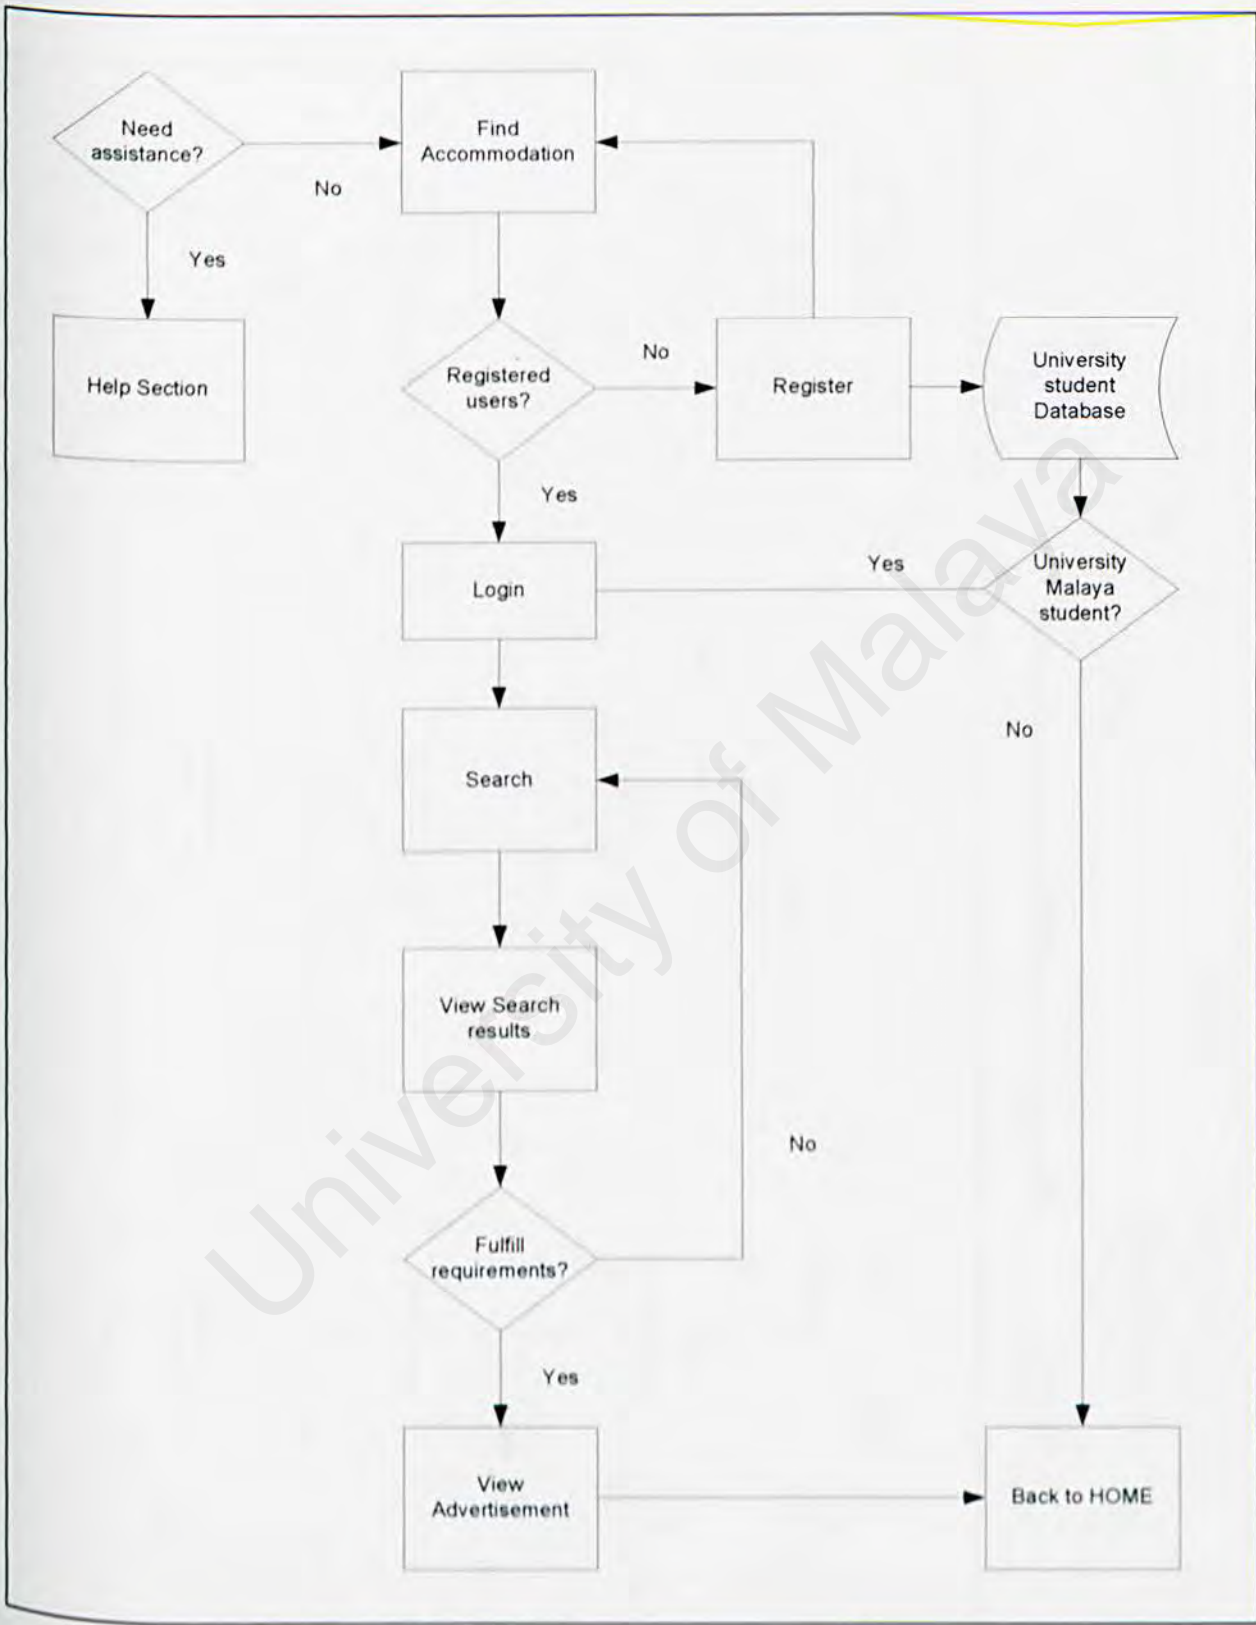 Need
assistance?
No
Find
Accommodation
Yes
Help Section
Registered
users?
No
Register
University
student
Database
Yes
Login
Yes
University
Malaya
student?
No
Search
View Search
results
No
Fulfill
requirements?
Yes
View
Advertisement
Back to HOME
University of Malaya